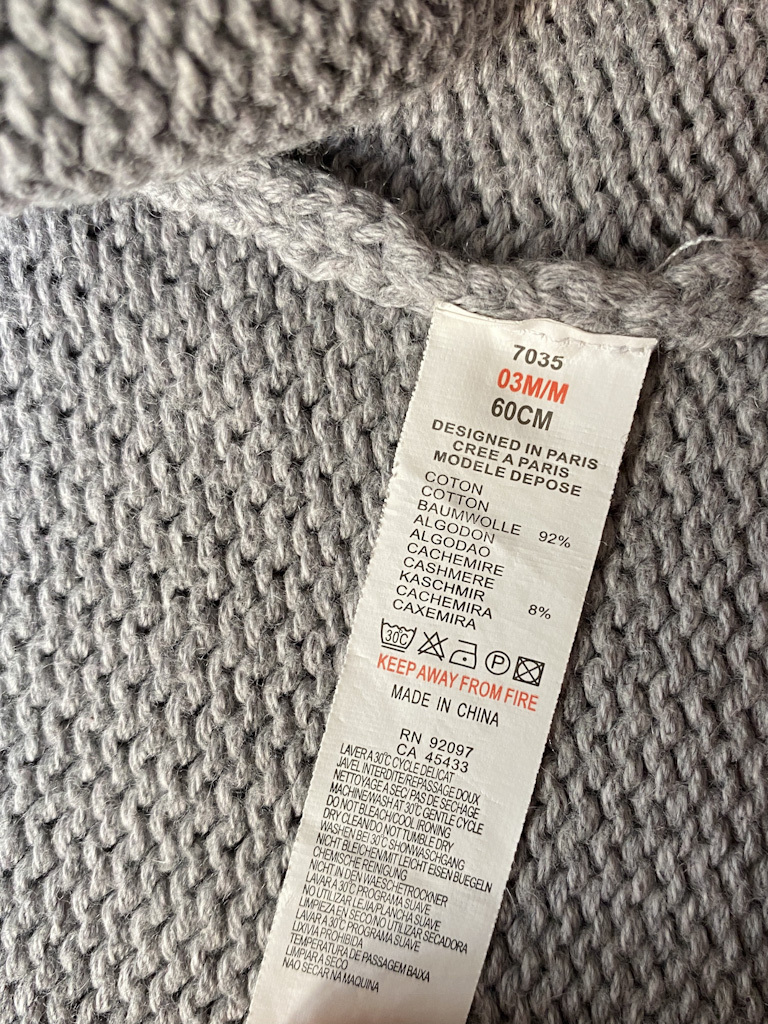 7035
03M/M
60CM
DESIGNED IN PARIS
CREE A PARIS
MODELE DEPOSE
COTON
COTTON
BAUMWOLLE 92%
ALGODON
ALGODAO
CACHEMIRE
CASHMERE
KASCHMIR
CACHEMIRA 8%
CAXEMIRA
30C P
KEEP AWAY FROM FIRE
MADE IN CHINA
RN 92097
CA 45433
LAVER A 30℃ CYCLE DELICAT
JAVEL INTERDITE REPASSAGE DOUX
NETTOYAGE A SEC PAS DE SECHAGE
MACHINE WASH AT 30℃ GENTLE CYCLE
DO NOT BLEACH/COOL IRONING
DRY CLEAN DO NOT TUMBLE DRY
WASHEN BEI 30℃ SHONWASCHGANG
NICHT BLEICHEN MIT LEICHT EISEN BUEGELN
CHEMISCHE REINIGUNG
NICHT IN DEN WAESCHETROCKNER
LAVAR A 30℃ PROGRAMA SUAVE
NO UTILIZAR LEJIA/PLANCHA SUAVE
LIMPIEZA EN SECO/NO UTILIZAR SECADORA
LAVAR A 30℃ PROGRAMA SUAVE
LIXIVIA PROHIBIDA
TEMPERATURA DE PASSAGEM BAIXA
LIMPIAR A SECO
NAO SECAR NA MAQUINA